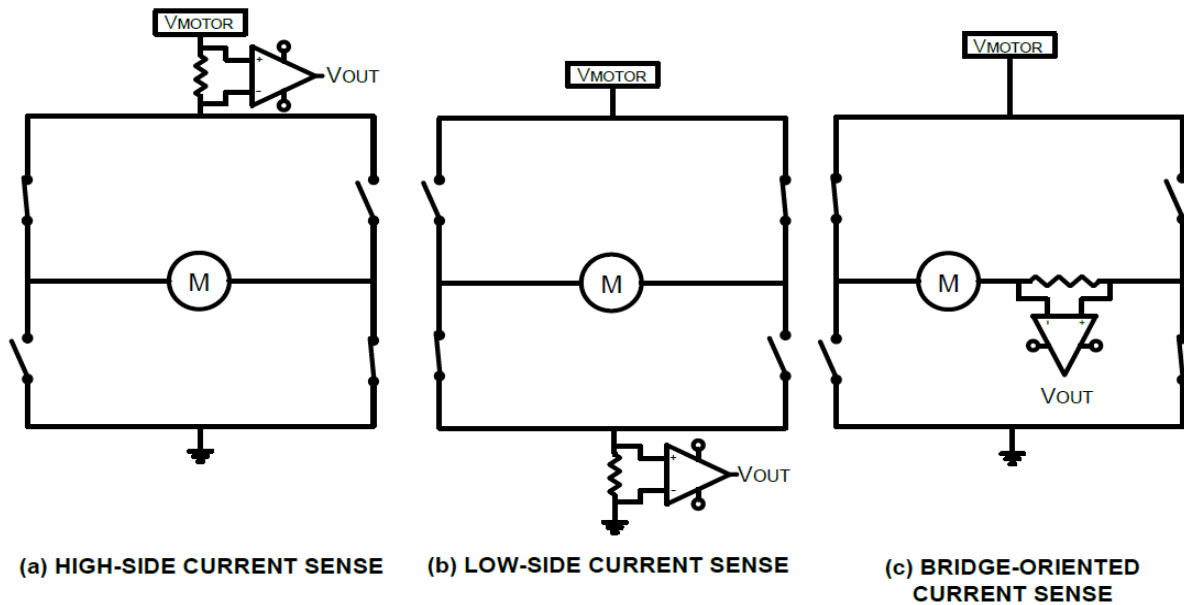 VMOTOR
+
−
VOUT
M
(a) HIGH-SIDE CURRENT SENSE
VMOTOR
M
+
−
VOUT
(b) LOW-SIDE CURRENT SENSE
VMOTOR
M
- +
VOUT
(c) BRIDGE-ORIENTED
CURRENT SENSE